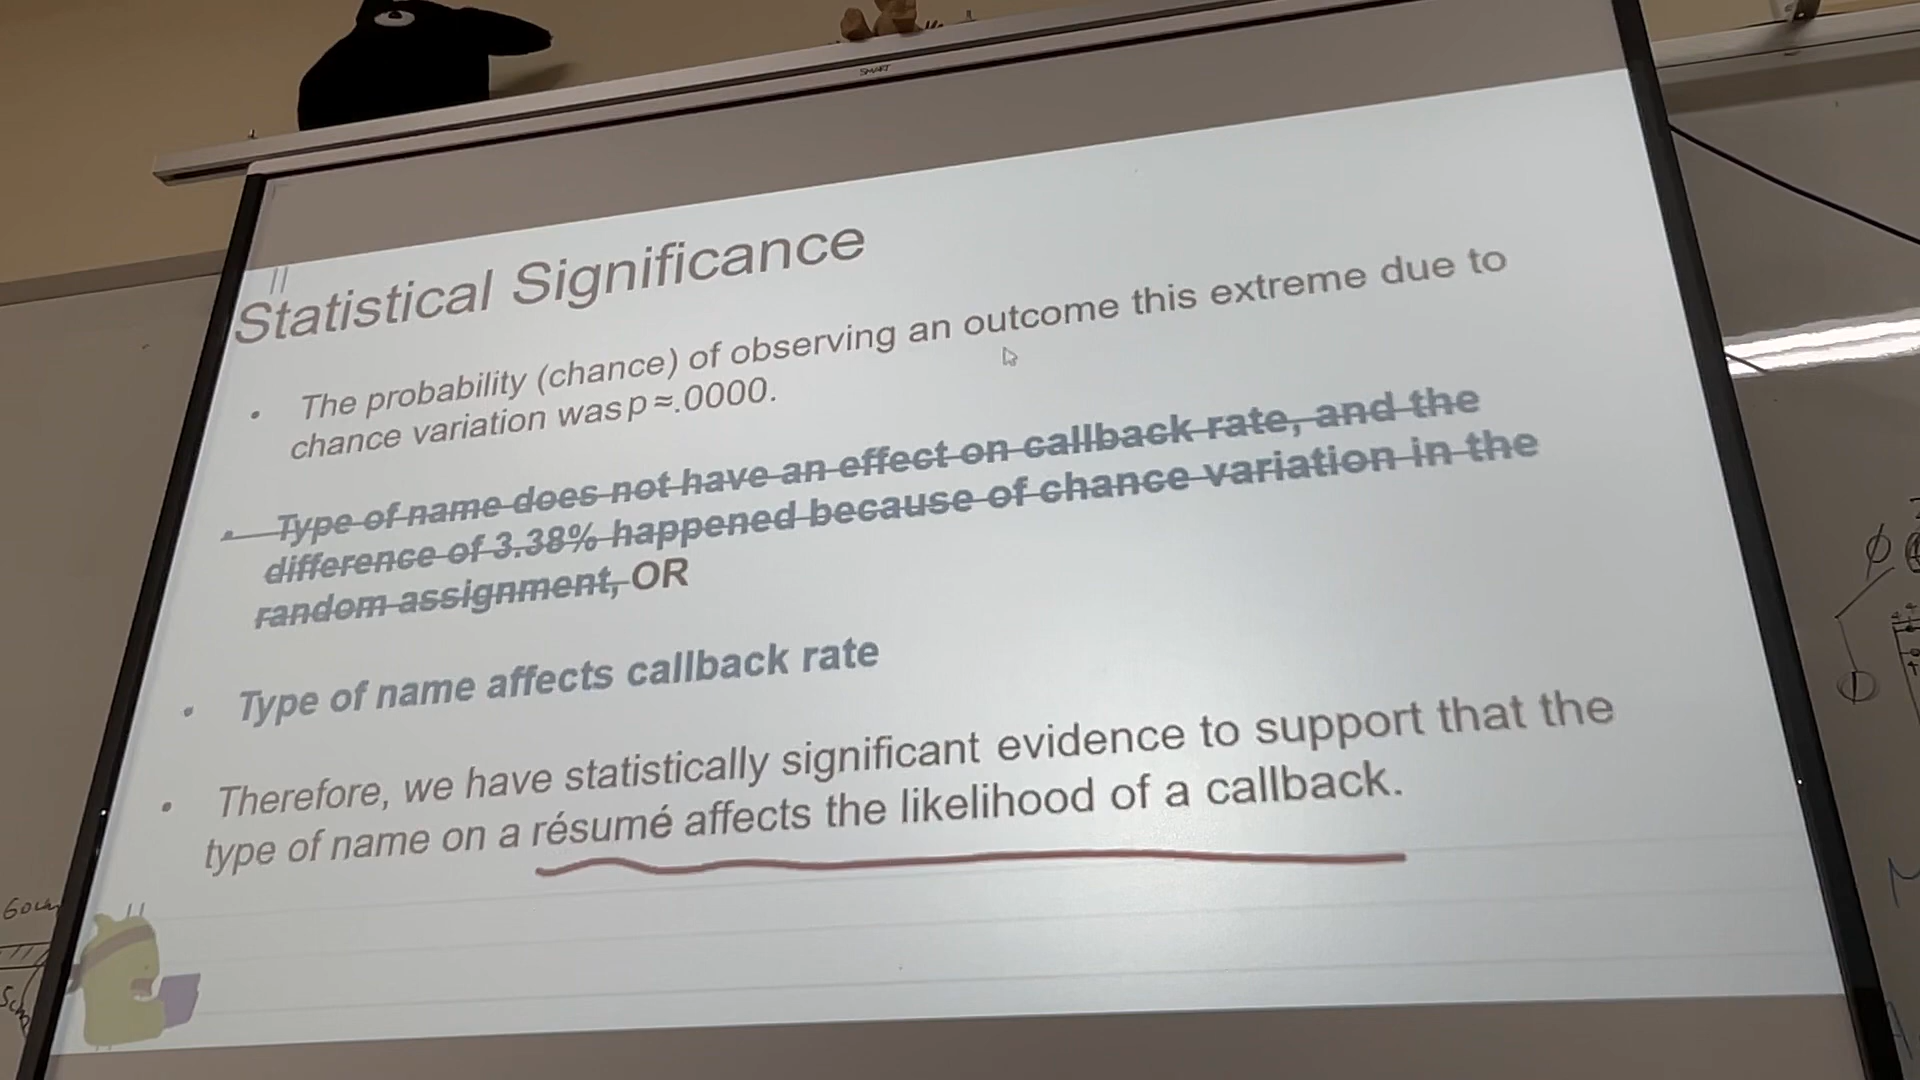 SMART
Statistical Significance
• The probability (chance) of observing an outcome this extreme due to
chance variation was p ≈ .0000.
• Type of name does not have an effect on callback rate, and the
difference of 3.38% happened because of chance variation in the
random assignment, OR
• Type of name affects callback rate
• Therefore, we have statistically significant evidence to support that the
type of name on a résumé affects the likelihood of a callback.